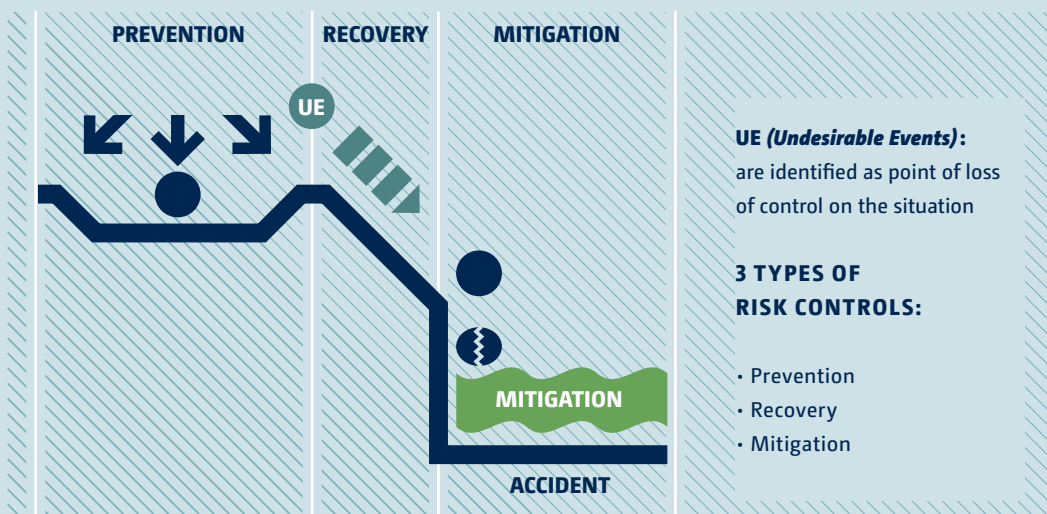 PREVENTION
RECOVERY
MITIGATION
UE
MITIGATION
ACCIDENT
UE (Undesirable Events):
are identified as point of loss
of control on the situation
3 TYPES OF
RISK CONTROLS:
• Prevention
• Recovery
• Mitigation